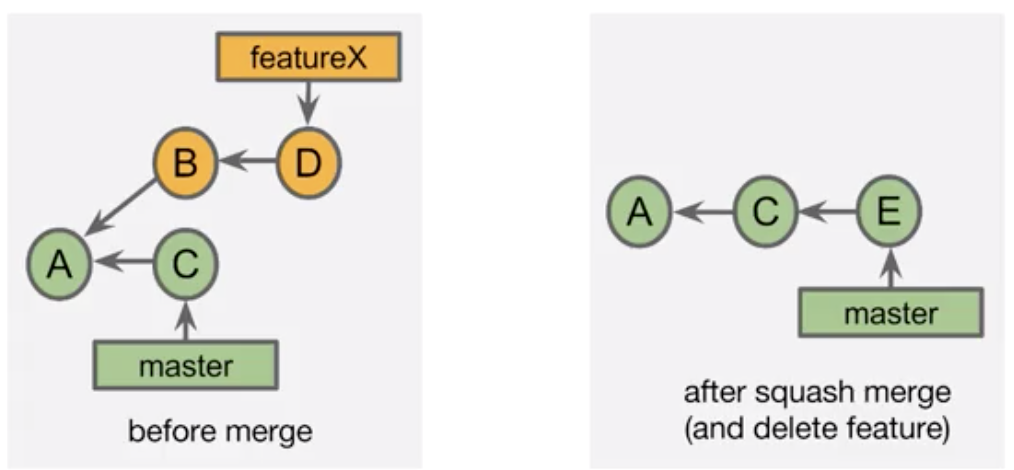 featureX
B
D
A
C
master
before merge
A
C
E
master
after squash merge
(and delete feature)